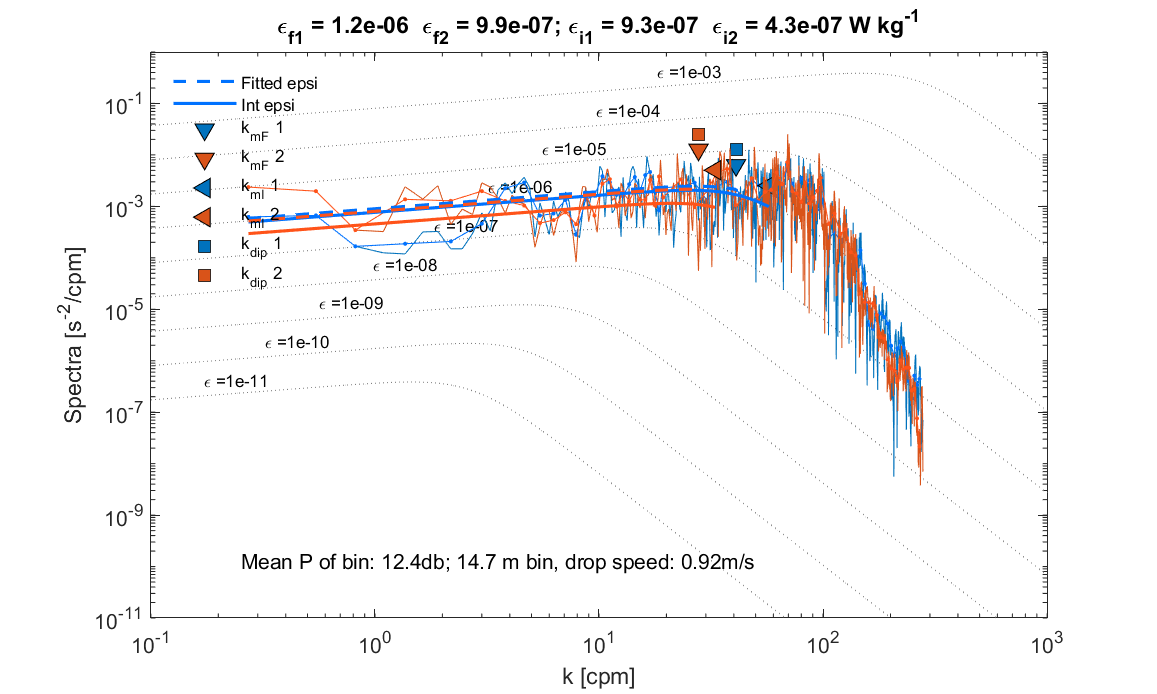 ϵf1 = 1.2e-06 ϵf2 = 9.9e-07; ϵi1 = 9.3e-07 ϵi2 = 4.3e-07 W kg-1
Fitted epsi
Int epsi
kmF 1
kmF 2
kmI 1
kmI 2
kdip 1
kdip 2
ϵ =1e-03
ϵ =1e-04
ϵ =1e-05
ϵ =1e-06
ϵ =1e-07
ϵ =1e-08
ϵ =1e-09
ϵ =1e-10
ϵ =1e-11
Mean P of bin: 12.4db; 14.7 m bin, drop speed: 0.92m/s
Spectra [s-2/cpm]
10-1
10-3
10-5
10-7
10-9
10-11
10-1
100
101
102
103
k [cpm]